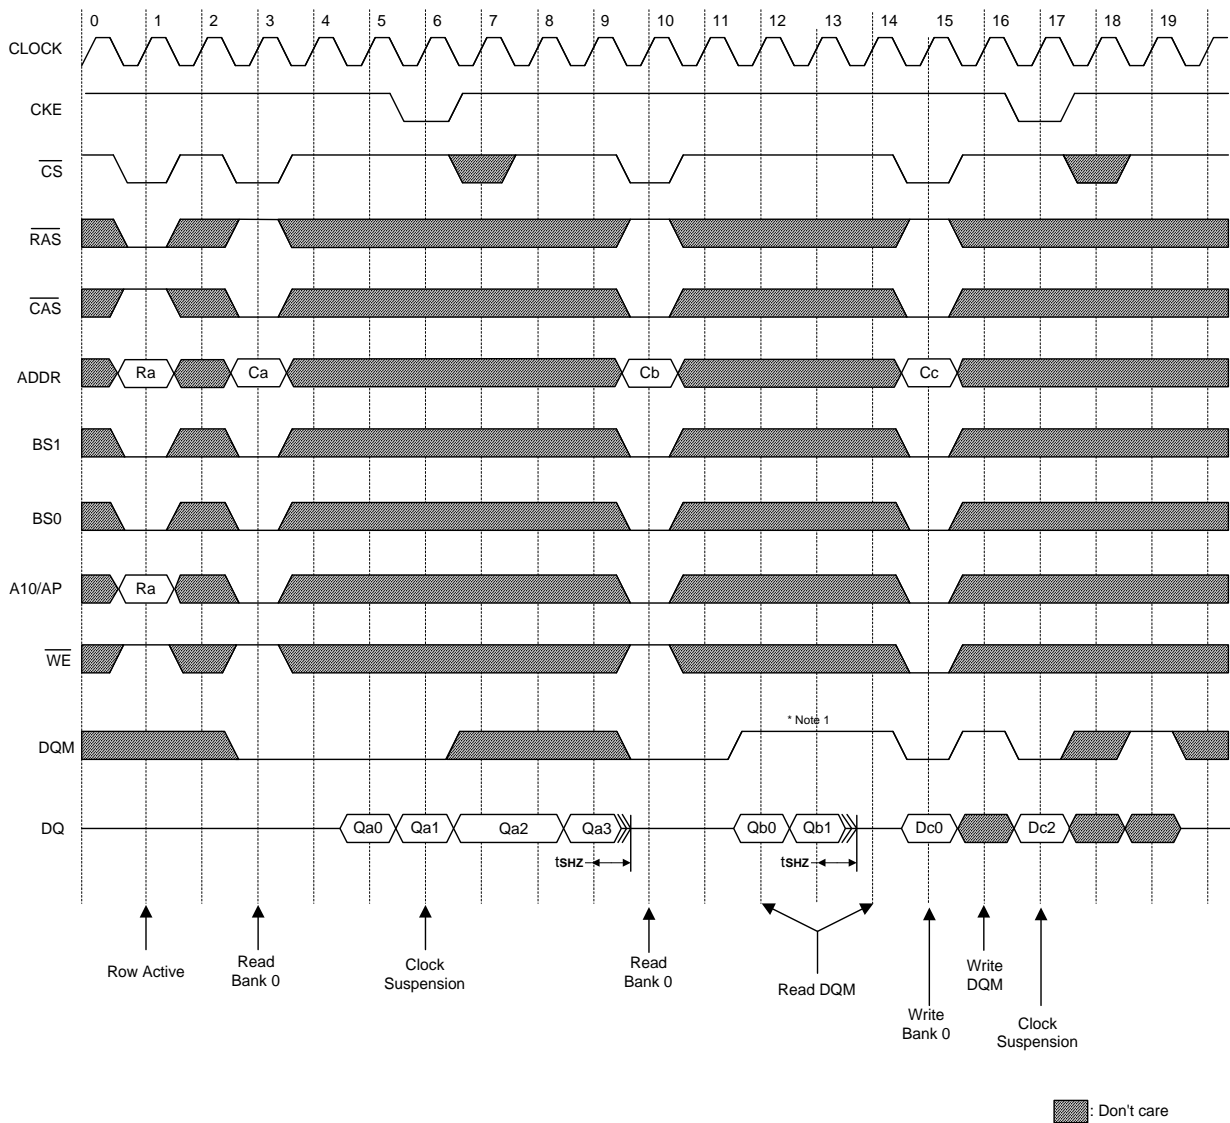 0 1 2 3 4 5 6 7 8 9 10 11 12 13 14 15 16 17 18 19
CLOCK
CKE
CS
RAS
CAS
ADDR Ra Ca Cb Cc
BS1
BS0
A10/AP Ra
WE
* Note 1
DQM
DQ Qa0 Qa1 Qa2 Qa3 Qb0 Qb1 Dc0 Dc2
tSHZ tSHZ
Row Active
Read
Bank 0
Clock
Suspension
Read
Bank 0
Read DQM
Write
DQM
Write
Bank 0
Clock
Suspension
: Don't care